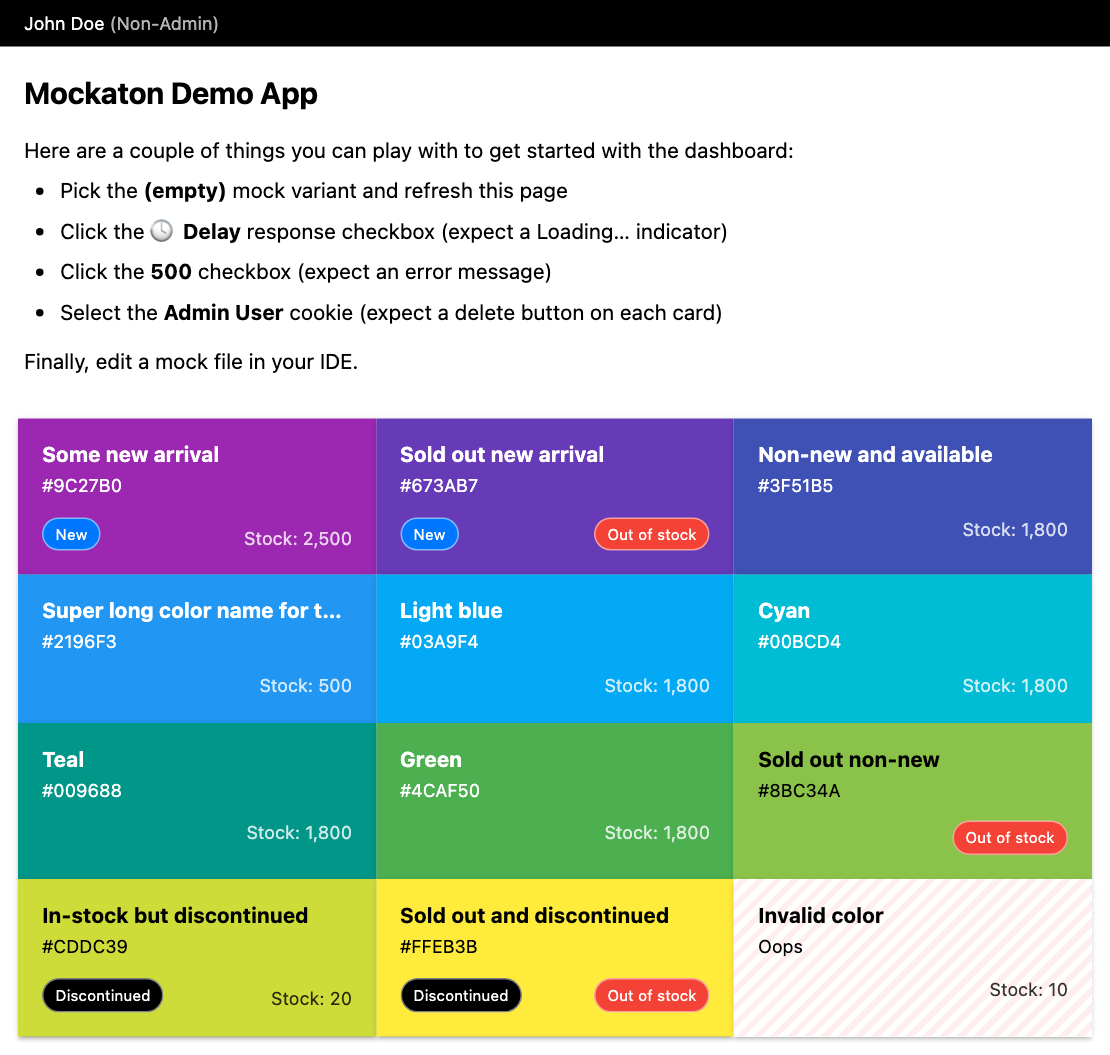 John Doe (Non-Admin)
Mockaton Demo App
Here are a couple of things you can play with to get started with the dashboard:
• Pick the (empty) mock variant and refresh this page
• Click the 🕓 Delay response checkbox (expect a Loading... indicator)
• Click the 500 checkbox (expect an error message)
• Select the Admin User cookie (expect a delete button on each card)
Finally, edit a mock file in your IDE.
Some new arrival
#9C27B0
New
Stock: 2,500
Sold out new arrival
#673AB7
New
Out of stock
Non-new and available
#3F51B5
Stock: 1,800
Super long color name for t...
#2196F3
Stock: 500
Light blue
#03A9F4
Stock: 1,800
Cyan
#00BCD4
Stock: 1,800
Teal
#009688
Stock: 1,800
Green
#4CAF50
Stock: 1,800
Sold out non-new
#8BC34A
Out of stock
In-stock but discontinued
#CDDC39
Discontinued
Stock: 20
Sold out and discontinued
#FFEB3B
Discontinued
Out of stock
Invalid color
Oops
Stock: 10